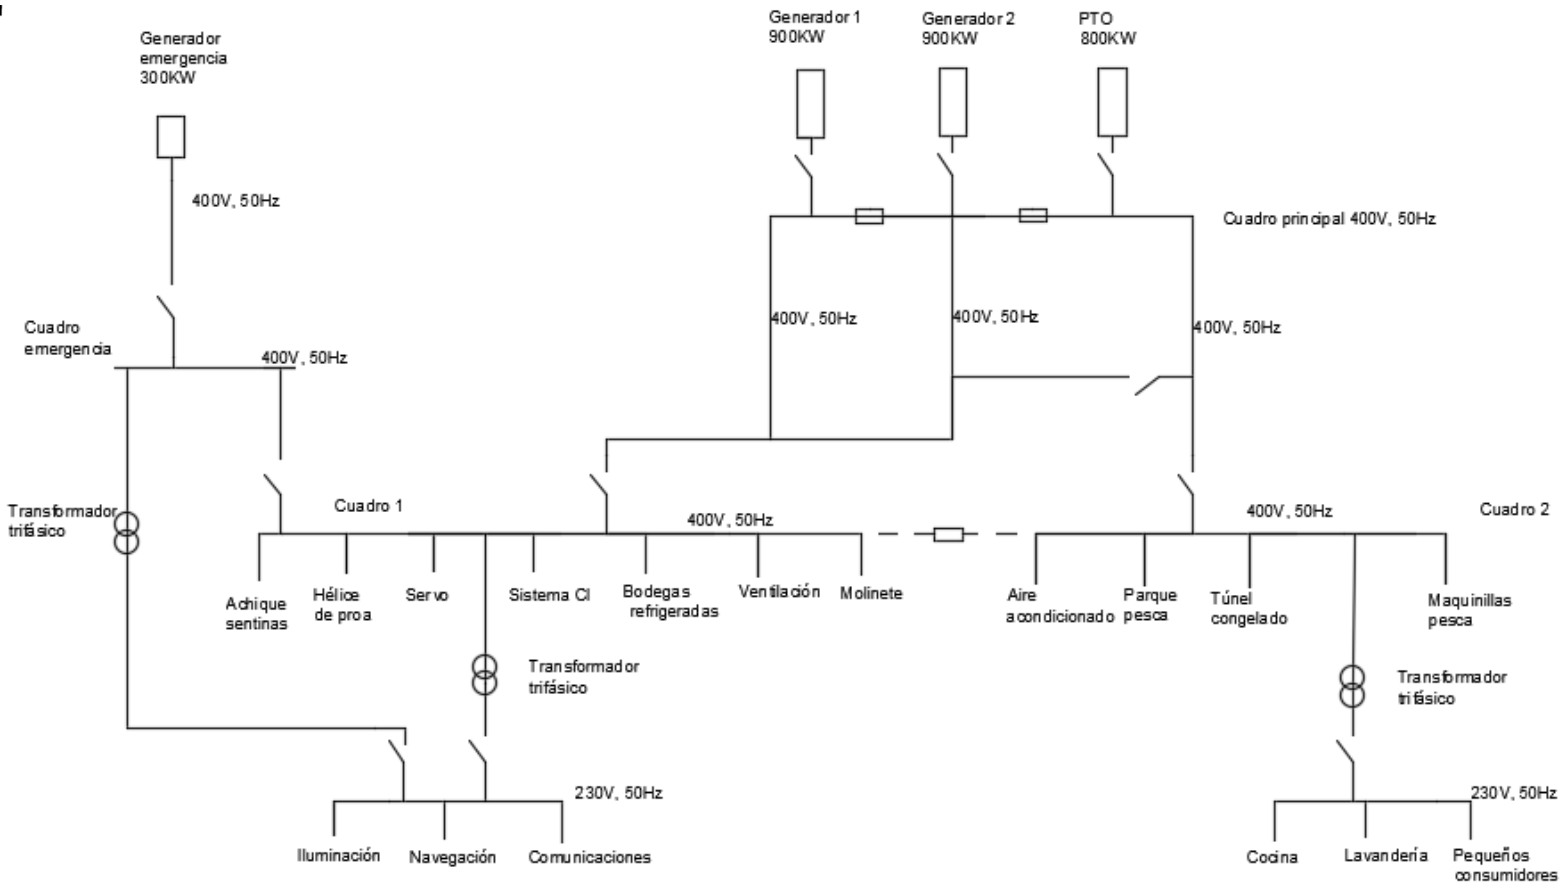 Generador
emergencia
300KW
Generador 1
900KW
Generador 2
900KW
PTO
800KW
400V, 50Hz
Cuadro principal 400V, 50Hz
Cuadro
emergencia
400V, 50Hz
400V, 50Hz
400V, 50Hz
400V, 50Hz
Transformador
trifásico
Cuadro 1
400V, 50Hz
400V, 50Hz
Cuadro 2
Achique
sentinas
Hélice
de proa
Servo
Sistema CI
Bodegas
refrigeradas
Ventilación
Molinete
Aire
acondicionado
Parque
pesca
Túnel
congelado
Maquinillas
pesca
Transformador
trifásico
Transformador
trifásico
230V, 50Hz
230V, 50Hz
Iluminación
Navegación
Comunicaciones
Cocina
Lavandería
Pequeños
consumidores